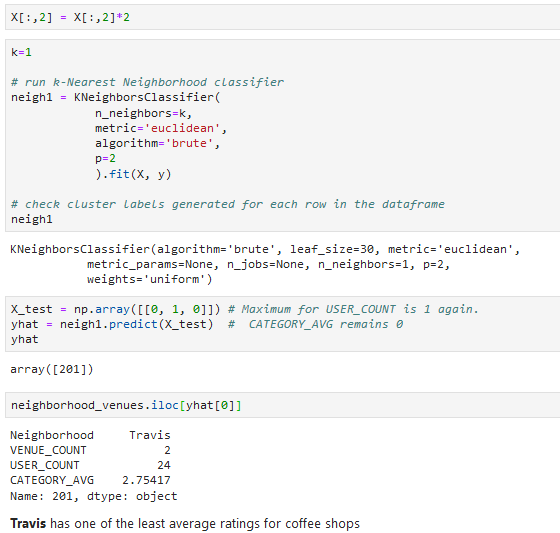 X[:,2] = X[:,2]*2
k=1
# run k-Nearest Neighborhood classifier
neigh1 = KNeighborsClassifier(
n_neighbors=k,
metric='euclidean',
algorithm='brute',
p=2
).fit(X, y)
# check cluster labels generated for each row in the dataframe
neigh1
KNeighborsClassifier(algorithm='brute', leaf_size=30, metric='euclidean',
metric_params=None, n_jobs=None, n_neighbors=1, p=2,
weights='uniform')
X_test = np.array([[0, 1, 0]]) # Maximum for USER_COUNT is 1 again.
yhat = neigh1.predict(X_test) # CATEGORY_AVG remains 0
yhat
array([201])
neighborhood_venues.iloc[yhat[0]]
Neighborhood Travis
VENUE_COUNT 2
USER_COUNT 24
CATEGORY_AVG 2.75417
Name: 201, dtype: object
Travis has one of the least average ratings for coffee shops